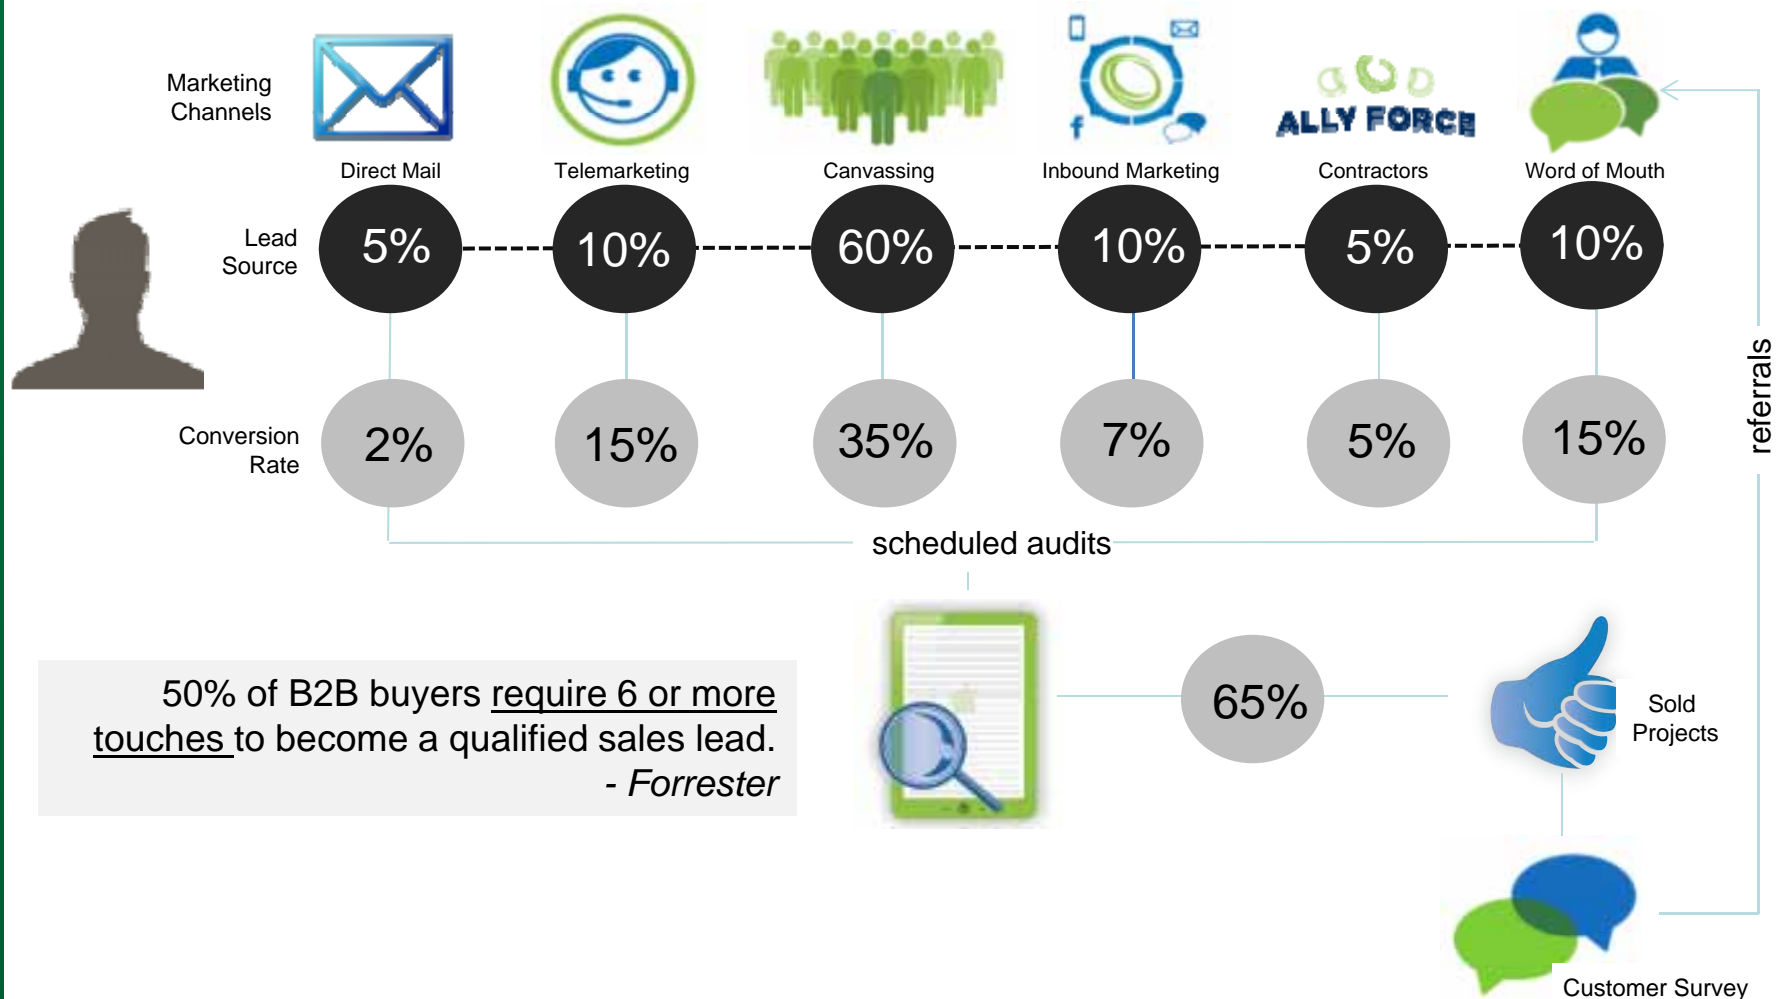 Marketing
Channels
ALLY FORCE
Direct Mail
Telemarketing
Canvassing
Inbound Marketing
Contractors
Word of Mouth
Lead
Source
5%
10%
60%
10%
5%
10%
referrals
Conversion
Rate
2%
15%
35%
7%
5%
15%
scheduled audits
50% of B2B buyers require 6 or more
touches to become a qualified sales lead.
- Forrester
65%
Sold
Projects
Customer Survey